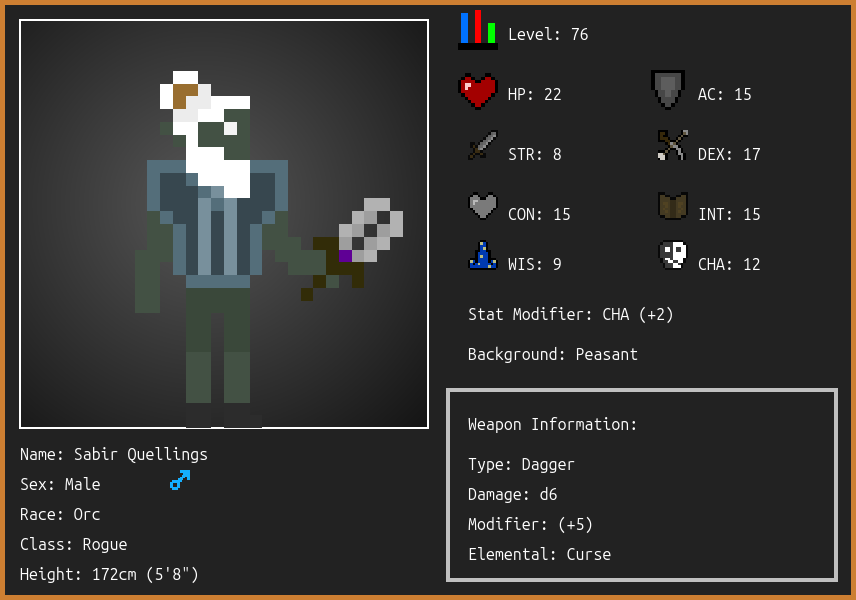 Level: 76
HP: 22
AC: 15
STR: 8
DEX: 17
CON: 15
INT: 15
WIS: 9
CHA: 12
Stat Modifier: CHA (+2)
Background: Peasant
Weapon Information:
Type: Dagger
Damage: d6
Modifier: (+5)
Elemental: Curse
Name: Sabir Quellings
Sex: Male
Race: Orc
Class: Rogue
Height: 172cm (5'8")